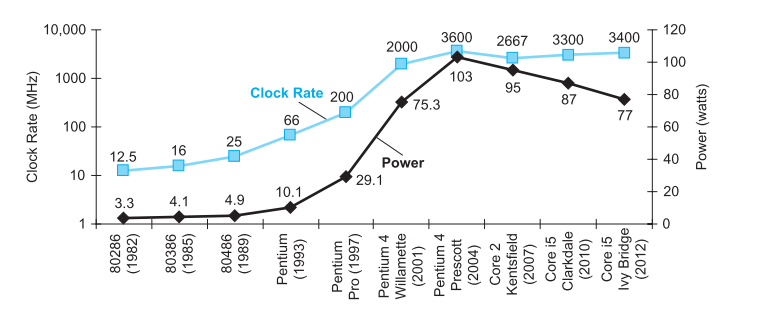 10,000
1000
100
10
1
Clock Rate (MHz)
120
100
80
60
40
20
0
Power (watts)
Clock Rate
Power
12.5
16
25
66
200
2000
3600
2667
3300
3400
3.3
4.1
4.9
10.1
29.1
75.3
103
95
87
77
80286
(1982)
80386
(1985)
80486
(1989)
Pentium
(1993)
Pentium
Pro (1997)
Pentium 4
Willamette
(2001)
Pentium 4
Prescott
(2004)
Core 2
Kentsfield
(2007)
Core i5
Clarkdale
(2010)
Core i5
Ivy Bridge
(2012)